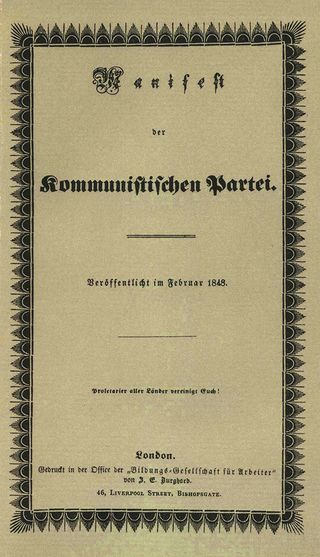 Manifest
der
Kommunistischen Partei.
Veröffentlicht im Februar 1848.
Proletarier aller Länder vereinigt Euch!
London.
Gedruckt in der Office der „Bildungs-Gesellschaft für Arbeiter“
von J. E. Burghard.
46, Liverpool Street, Bishopsgate.